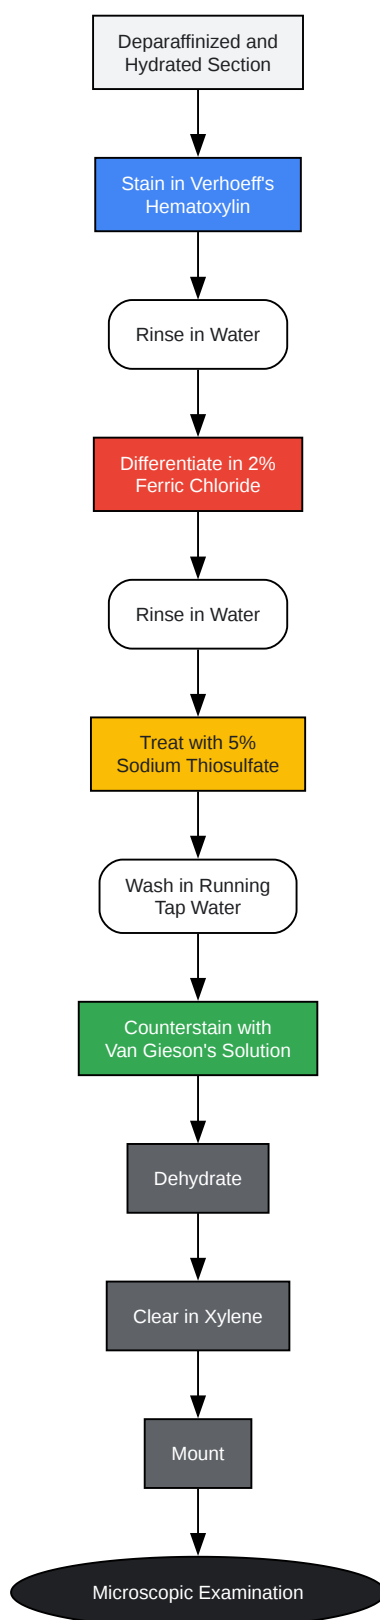 Deparaffinized and
Hydrated Section
Stain in Verhoeff's
Hematoxylin
Rinse in Water
Differentiate in 2%
Ferric Chloride
Rinse in Water
Treat with 5%
Sodium Thiosulfate
Wash in Running
Tap Water
Counterstain with
Van Gieson's Solution
Dehydrate
Clear in Xylene
Mount
Microscopic Examination